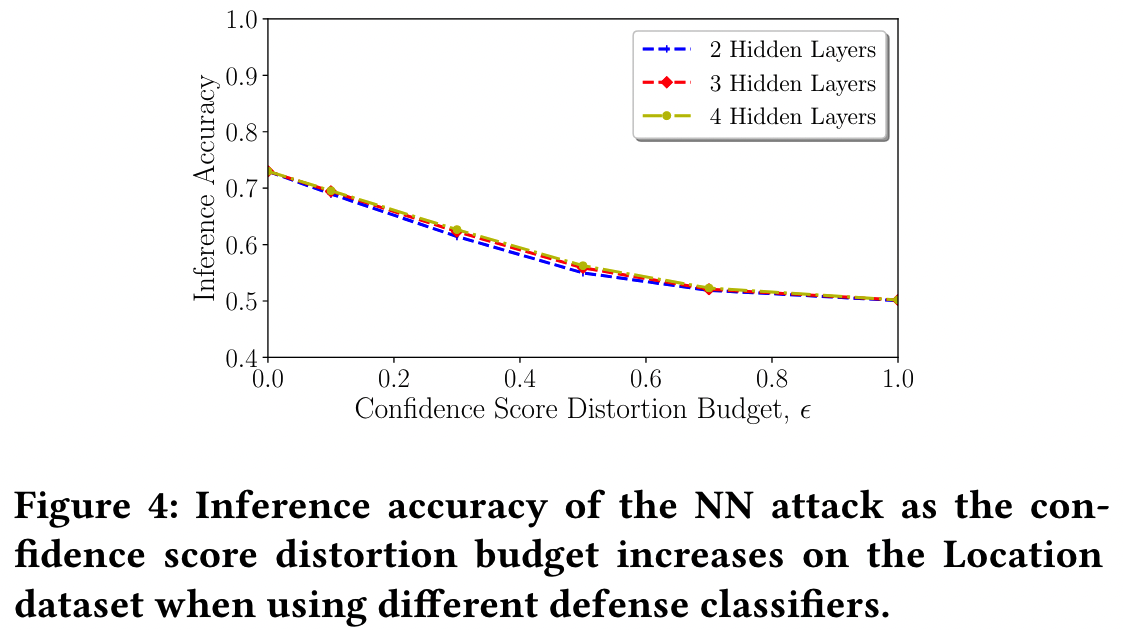 1.0
0.9
0.8
0.7
0.6
0.5
0.4
Inference Accuracy
2 Hidden Layers
3 Hidden Layers
4 Hidden Layers
0.0 0.2 0.4 0.6 0.8 1.0
Confidence Score Distortion Budget, ϵ
Figure 4: Inference accuracy of the NN attack as the con-
fidence score distortion budget increases on the Location
dataset when using different defense classifiers.